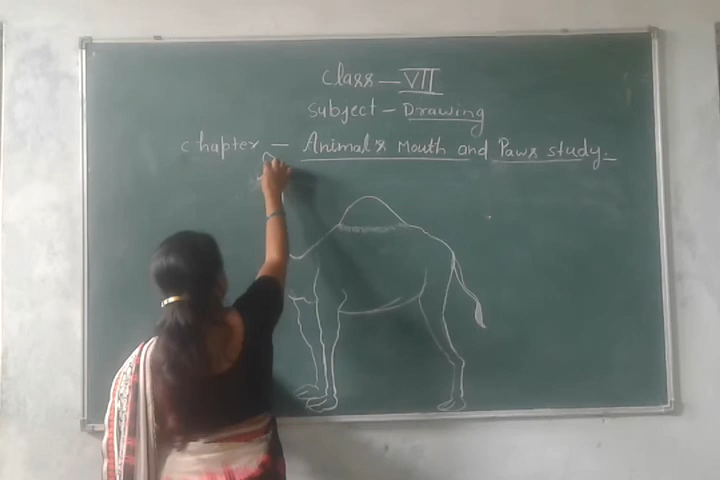 Class - VII
Subject - Drawing
Chapter - Animal's Mouth and Paws study.